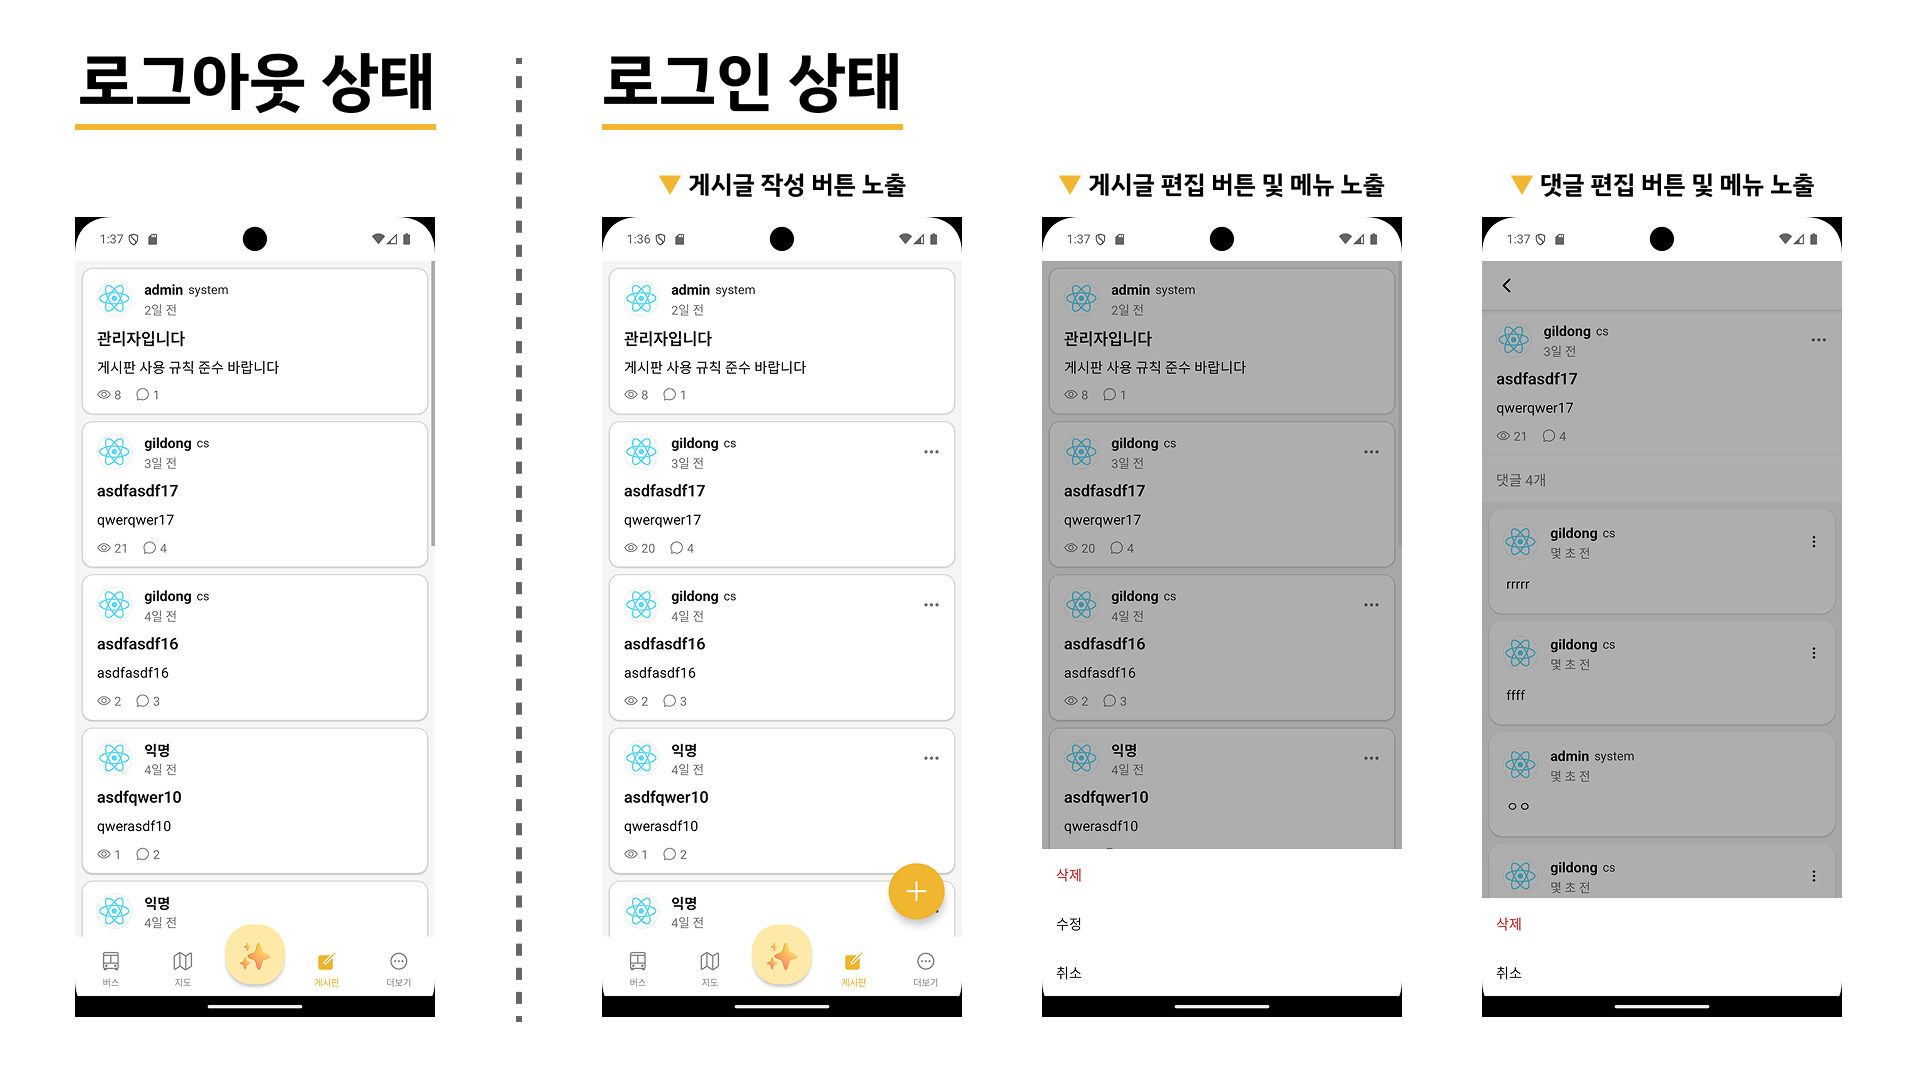 로그아웃 상태
1:37
admin system
2일 전
관리자입니다
게시판 사용 규칙 준수 바랍니다
8 1
gildong cs
3일 전
asdfasdf17
qwerqwer17
21 4
gildong cs
4일 전
asdfasdf16
asdfasdf16
2 3
익명
4일 전
asdfqwer10
qwerasdf10
1 2
익명
4일 전
버스 지도 게시판 더보기
로그인 상태
▼ 게시글 작성 버튼 노출
1:36
admin system
2일 전
관리자입니다
게시판 사용 규칙 준수 바랍니다
8 1
gildong cs
3일 전
asdfasdf17
qwerqwer17
20 4
gildong cs
4일 전
asdfasdf16
asdfasdf16
2 3
익명
4일 전
asdfqwer10
qwerasdf10
1 2
익명
4일 전
버스 지도 게시판 더보기
▼ 게시글 편집 버튼 및 메뉴 노출
1:37
admin system
2일 전
관리자입니다
게시판 사용 규칙 준수 바랍니다
8 1
gildong cs
3일 전
asdfasdf17
qwerqwer17
20 4
gildong cs
4일 전
asdfasdf16
asdfasdf16
2 3
익명
4일 전
asdfqwer10
qwerasdf10
삭제
수정
취소
▼ 댓글 편집 버튼 및 메뉴 노출
1:37
gildong cs
3일 전
asdfasdf17
qwerqwer17
21 4
댓글 4개
gildong cs
몇 초 전
rrrrr
gildong cs
몇 초 전
ffff
admin system
몇 초 전
ㅇㅇ
gildong cs
몇 초 전
삭제
취소